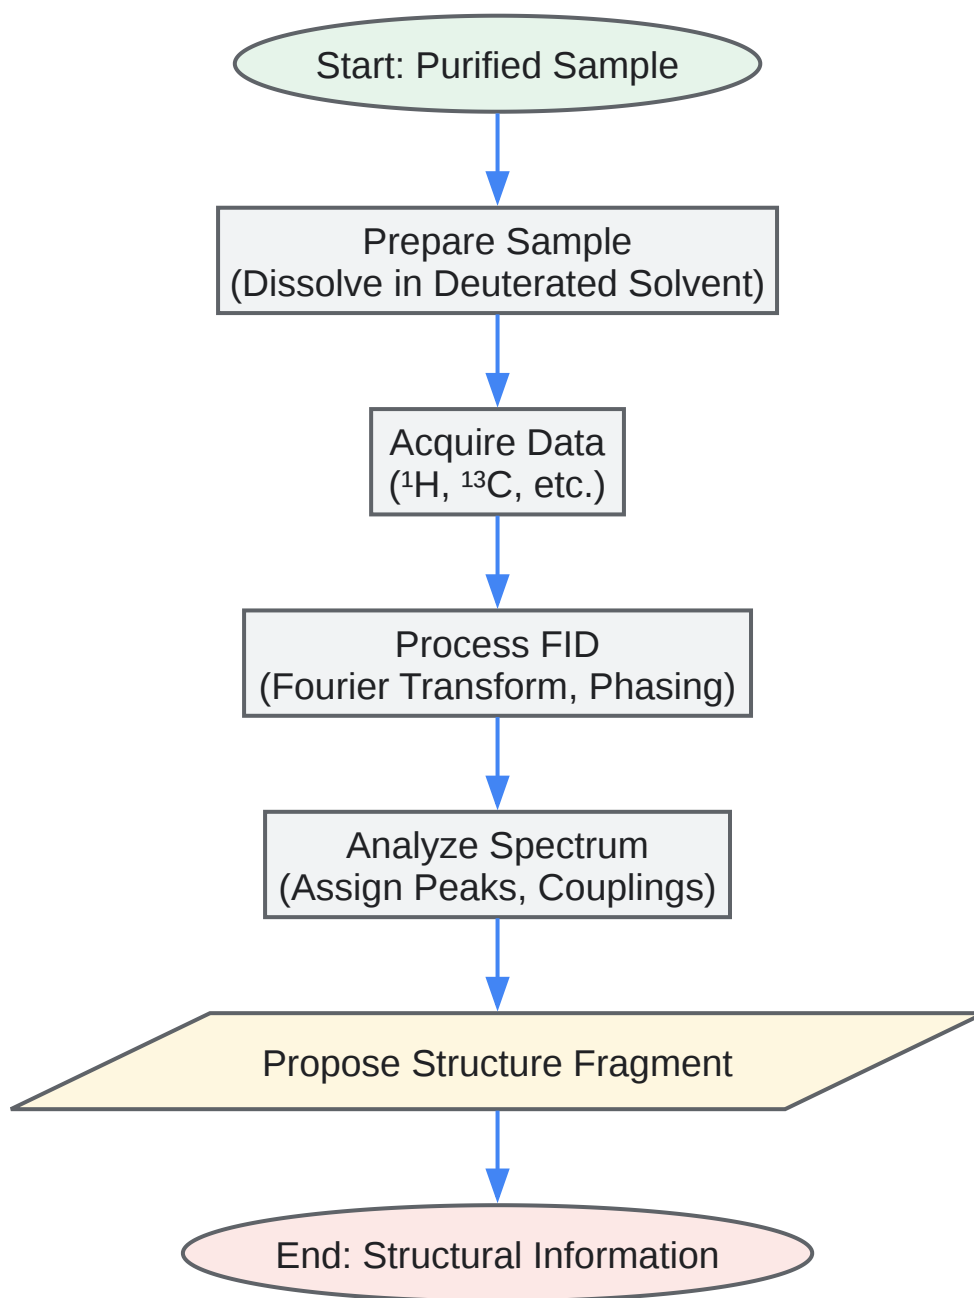 Start: Purified Sample
Prepare Sample
(Dissolve in Deuterated Solvent)
Acquire Data
(¹H, ¹³C, etc.)
Process FID
(Fourier Transform, Phasing)
Analyze Spectrum
(Assign Peaks, Couplings)
Propose Structure Fragment
End: Structural Information